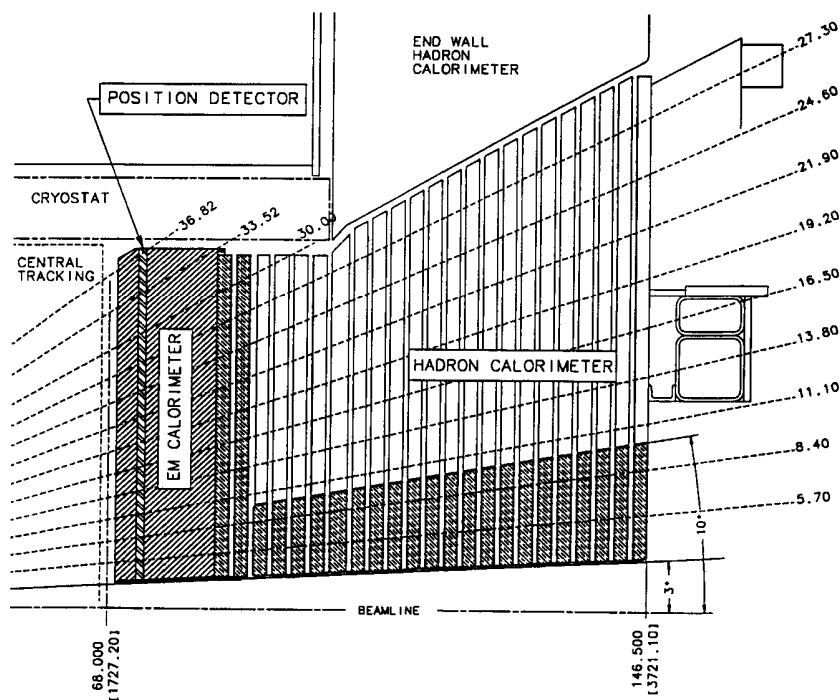 END WALL
HADRON
CALORIMETER
27.30
24.60
POSITION DETECTOR
21.90
CRYOSTAT
36.82
33.52
30.00
19.20
CENTRAL
TRACKING
16.50
EM CALORIMETER
13.80
HADRON CALORIMETER
11.10
8.40
5.70
10°
3°
BEAMLINE
68.000
[1727.20]
146.500
[3721.10]